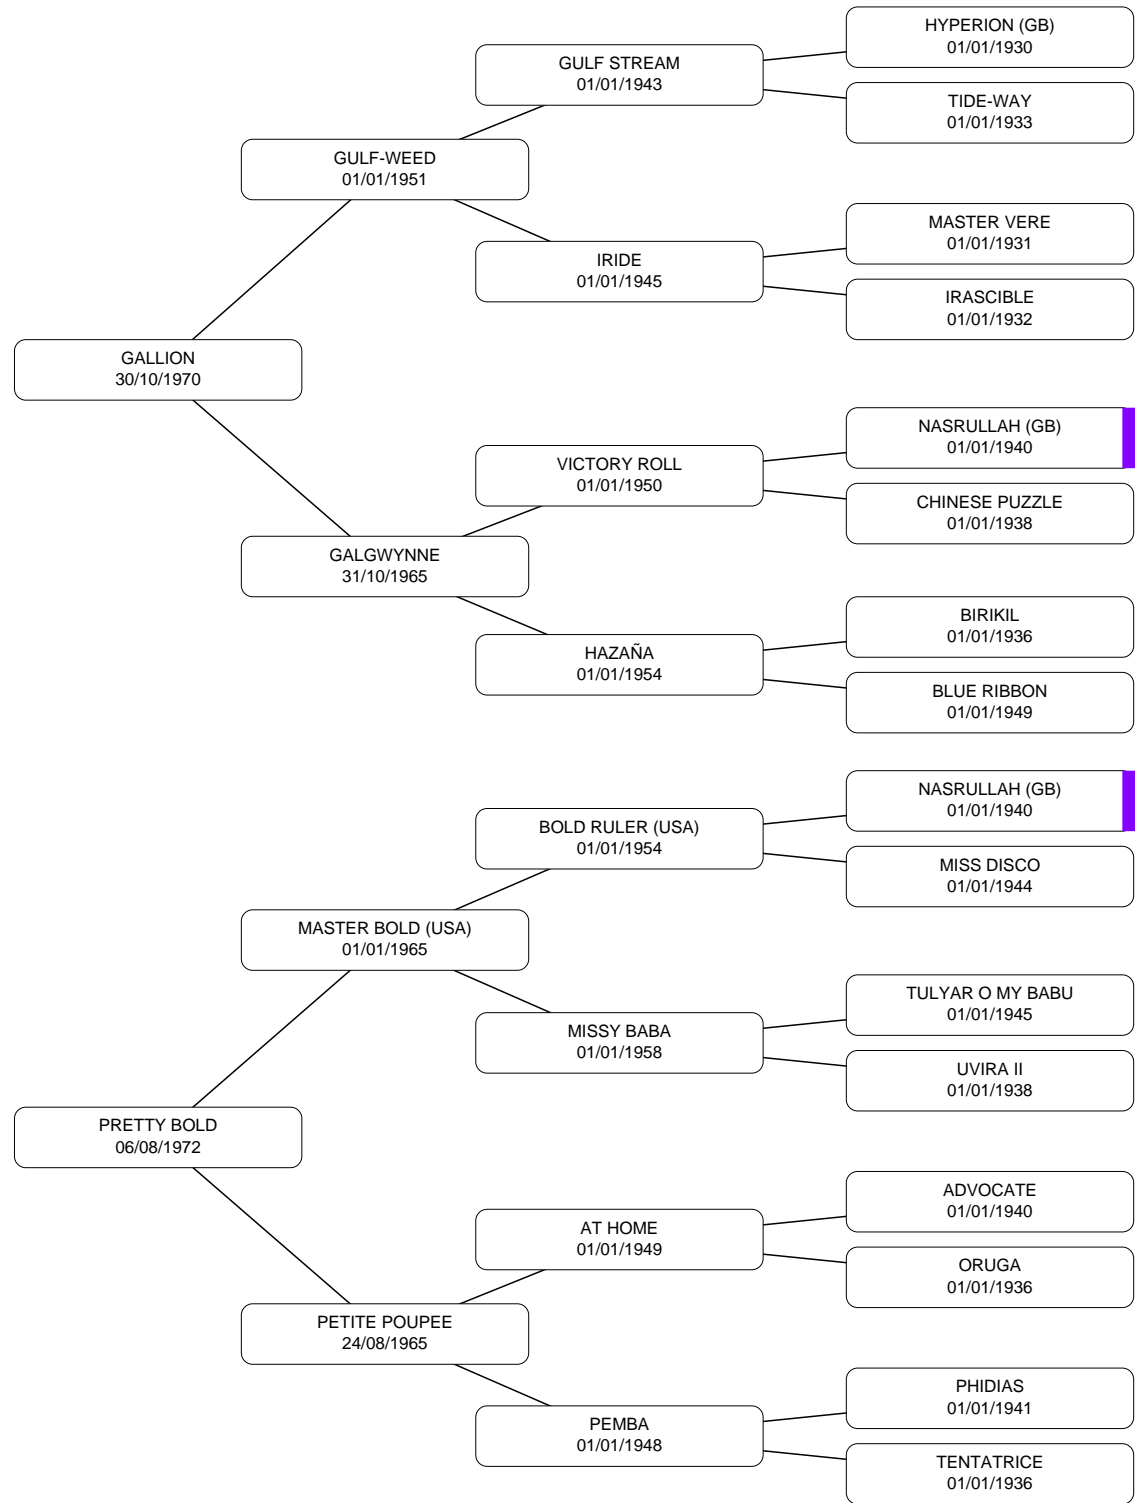 HYPERION (GB)
01/01/1930
GULF STREAM
01/01/1943
TIDE-WAY
01/01/1933
GULF-WEED
01/01/1951
MASTER VERE
01/01/1931
IRIDE
01/01/1945
IRASCIBLE
01/01/1932
GALLION
30/10/1970
NASRULLAH (GB)
01/01/1940
VICTORY ROLL
01/01/1950
CHINESE PUZZLE
01/01/1938
GALGWYNNE
31/10/1965
BIRIKIL
01/01/1936
HAZAÑA
01/01/1954
BLUE RIBBON
01/01/1949
NASRULLAH (GB)
01/01/1940
BOLD RULER (USA)
01/01/1954
MISS DISCO
01/01/1944
MASTER BOLD (USA)
01/01/1965
TULYAR O MY BABU
01/01/1945
MISSY BABA
01/01/1958
UVIRA II
01/01/1938
PRETTY BOLD
06/08/1972
ADVOCATE
01/01/1940
AT HOME
01/01/1949
ORUGA
01/01/1936
PETITE POUPEE
24/08/1965
PHIDIAS
01/01/1941
PEMBA
01/01/1948
TENTATRICE
01/01/1936